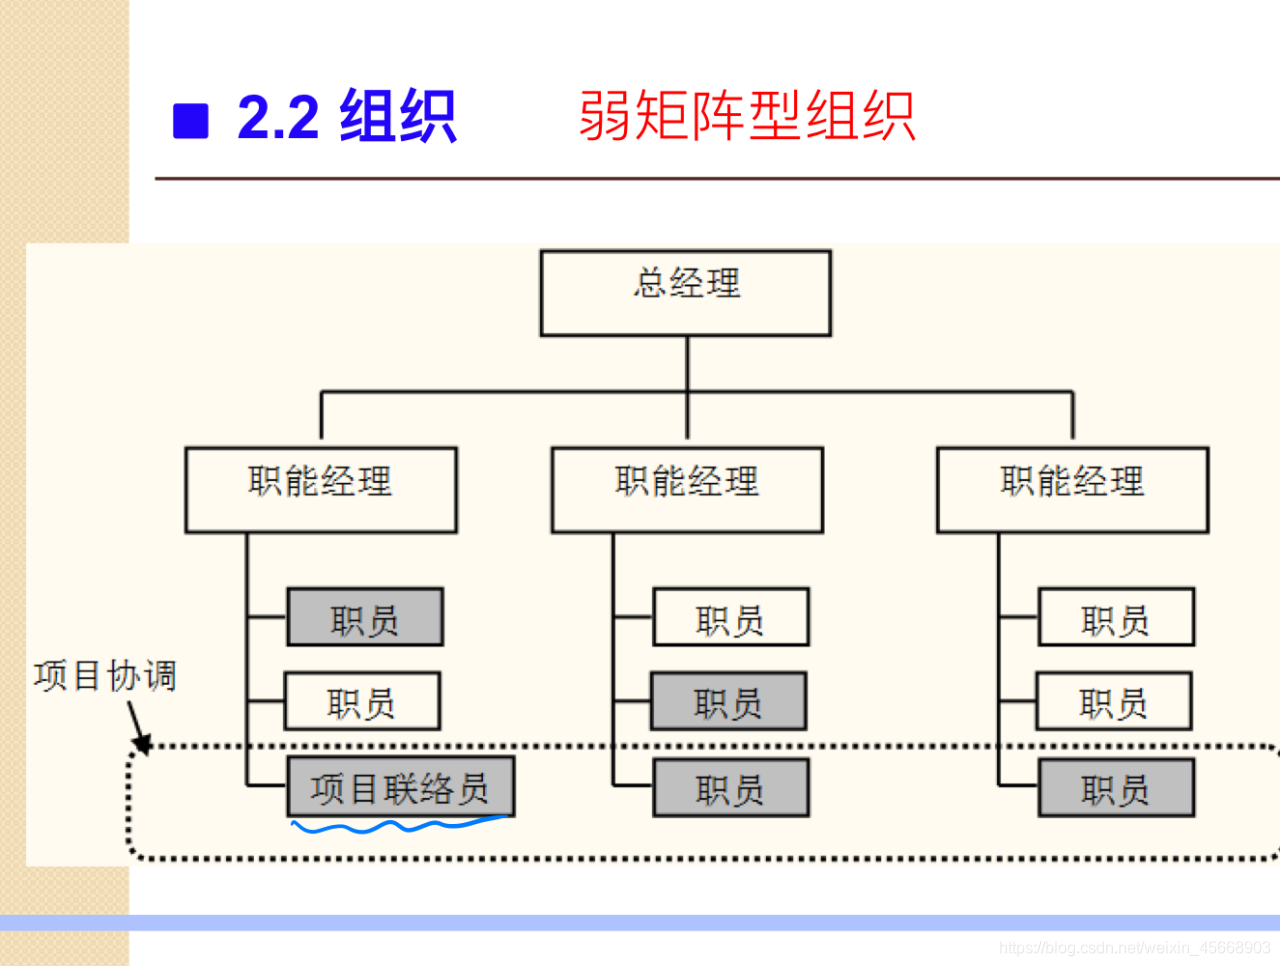 2.2 组织 弱矩阵型组织
总经理
职能经理 职能经理 职能经理
职员 职员 职员
项目协调
职员 职员 职员
项目联络员 职员 职员
https://blog.csdn.net/weixin_45668903